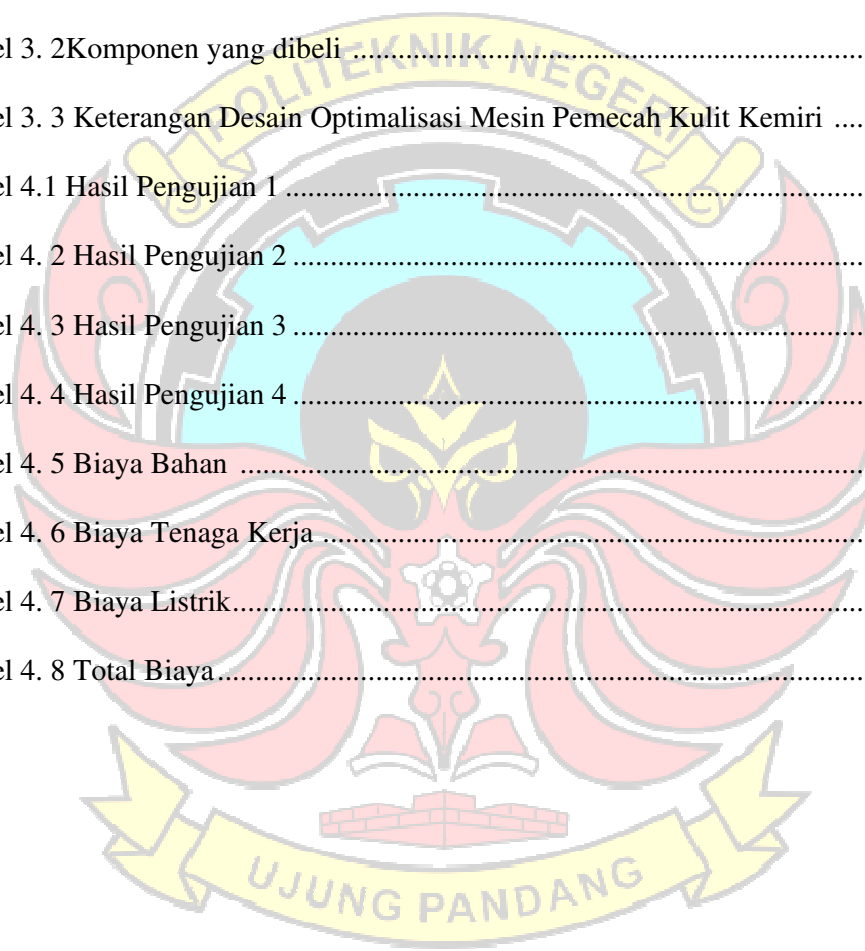 el 3. 2Komponen yang dibeli ........................................................................
el 3. 3 Keterangan Desain Optimalisasi Mesin Pemecah Kulit Kemiri ....
el 4.1 Hasil Pengujian 1 ..................................................................................
el 4. 2 Hasil Pengujian 2 .................................................................................
el 4. 3 Hasil Pengujian 3 .................................................................................
el 4. 4 Hasil Pengujian 4 .................................................................................
el 4. 5 Biaya Bahan ........................................................................................
el 4. 6 Biaya Tenaga Kerja .............................................................................
el 4. 7 Biaya Listrik.........................................................................................
el 4. 8 Total Biaya...........................................................................................
POLITEKNIK NEGERI
UJUNG PANDANG